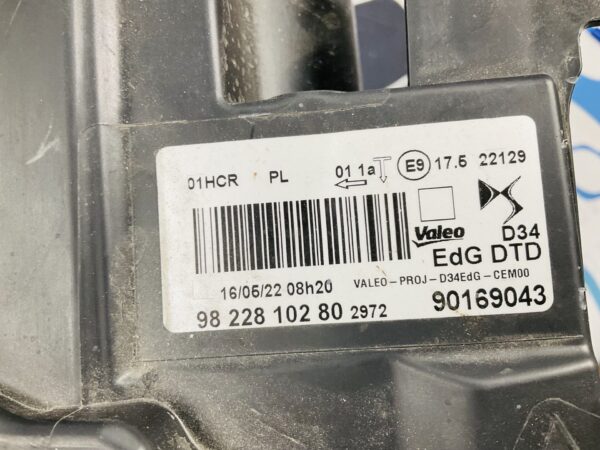 01HCR PL 01 1a E9 17.5 22129
Valeo D34
EdG DTD
16/05/22 08h20 VALEO-PROJ-D34EdG-CEM00
98 228 102 80 2972 90169043